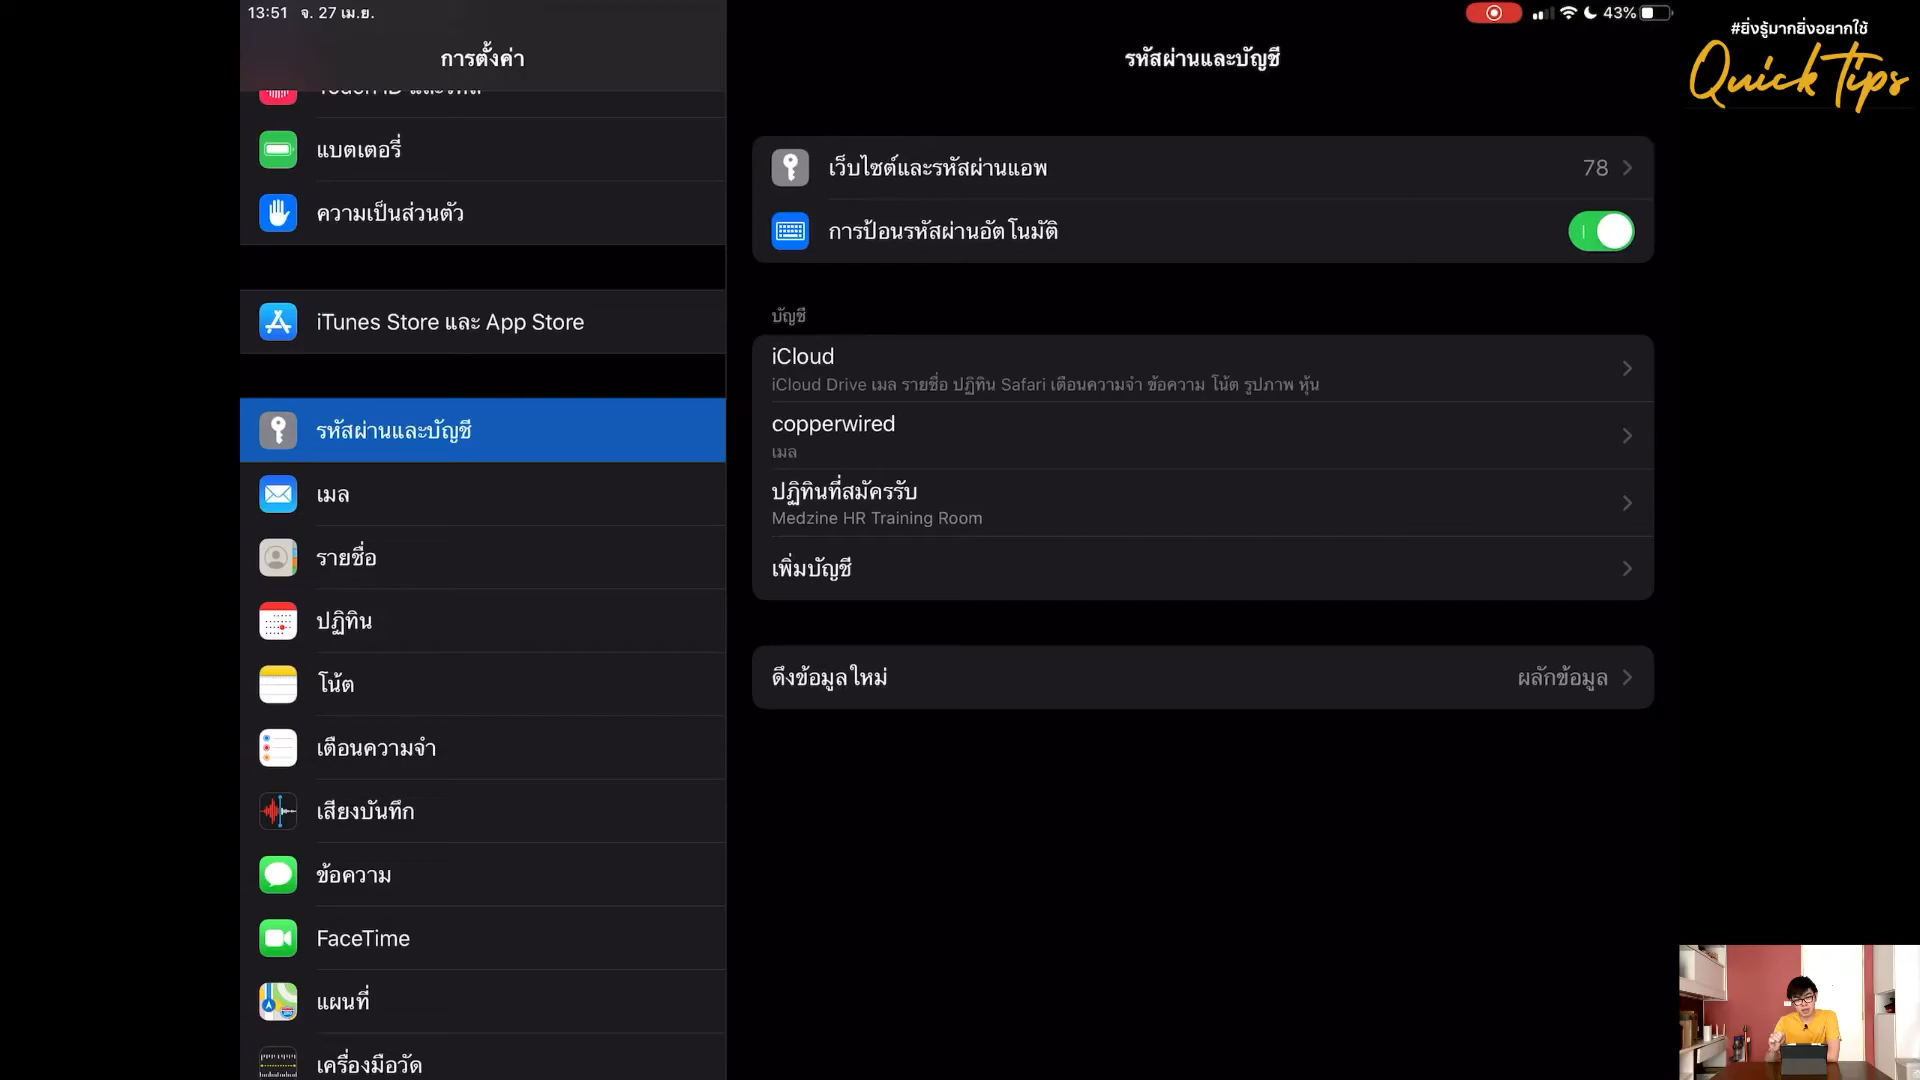 13:51 จ. 27 เม.ย.
43%
#ยิ่งรู้มากยิ่งอยากใช้
Quick Tips
การตั้งค่า
แบตเตอรี่
ความเป็นส่วนตัว
iTunes Store และ App Store
รหัสผ่านและบัญชี
เมล
รายชื่อ
ปฏิทิน
โน้ต
เตือนความจำ
เสียงบันทึก
ข้อความ
FaceTime
แผนที่
เครื่องมือวัด
รหัสผ่านและบัญชี
เว็บไซต์และรหัสผ่านแอพ 78
การป้อนรหัสผ่านอัตโนมัติ
บัญชี
iCloud
iCloud Drive เมล รายชื่อ ปฏิทิน Safari เตือนความจำ ข้อความ โน้ต รูปภาพ หุ้น
copperwired
เมล
ปฏิทินที่สมัครรับ
Medzine HR Training Room
เพิ่มบัญชี
ดึงข้อมูลใหม่ ผลักข้อมูล